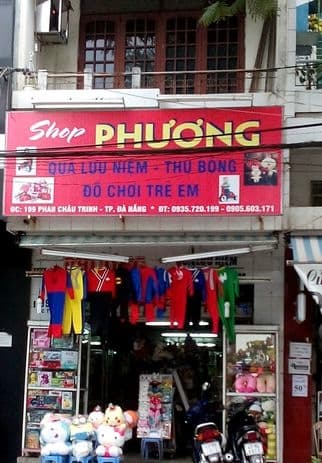 Shop PHƯƠNG
QUÀ LƯU NIỆM - THÚ BÔNG
ĐỒ CHƠI TRẺ EM
ĐC: 199 PHAN CHÂU TRINH - TP. ĐÀ NẴNG * ĐT: 0935.720.199 - 0905.603.171